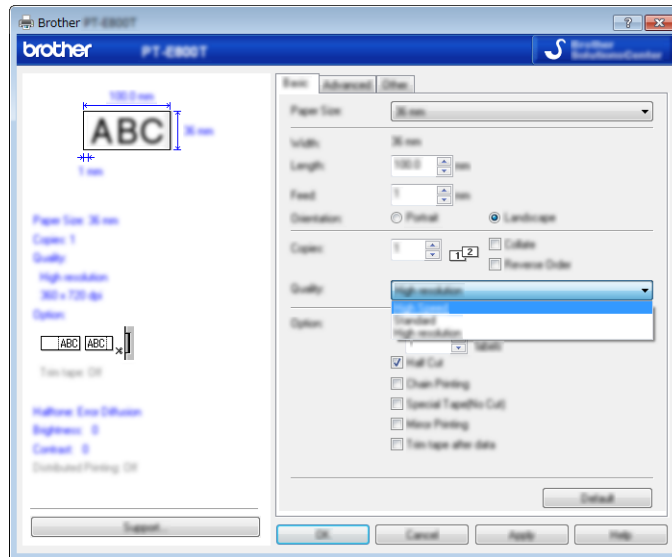 Brother PT-E800T
brother PT-E800T
Brother
SolutionsCenter
Basic Advanced Other
100.0 mm
ABC
36 mm
1 mm
Paper Size: 36 mm
Width: 36 mm
Length: 100.0 mm
Feed: 1 mm
Orientation: Portrait Landscape
Copies: 1 Collate
Reverse Order
Quality: High resolution
High Speed
Standard
High resolution
Option: 1 labels
Half Cut
Chain Printing
Special Tape(No Cut)
Mirror Printing
Trim tape after data
Paper Size: 36 mm
Copies: 1
Quality:
High resolution
360 x 720 dpi
Option:
ABC ABC
Trim tape: Off
Halftone: Error Diffusion
Brightness: 0
Contrast: 0
Distributed Printing: Off
Default
Support...
OK Cancel Apply Help